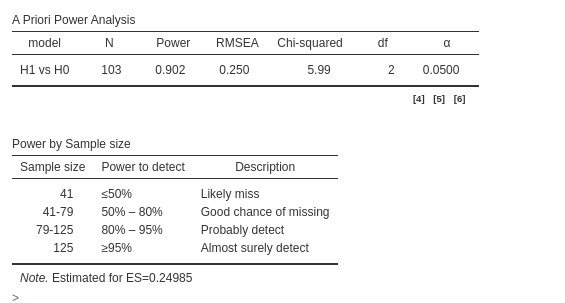 A Priori Power Analysis
model N Power RMSEA Chi-squared df α
H1 vs H0 103 0.902 0.250 5.99 2 0.0500
[4] [5] [6]
Power by Sample size
Sample size Power to detect Description
41 ≤50% Likely miss
41-79 50% – 80% Good chance of missing
79-125 80% – 95% Probably detect
125 ≥95% Almost surely detect
Note. Estimated for ES=0.24985
>